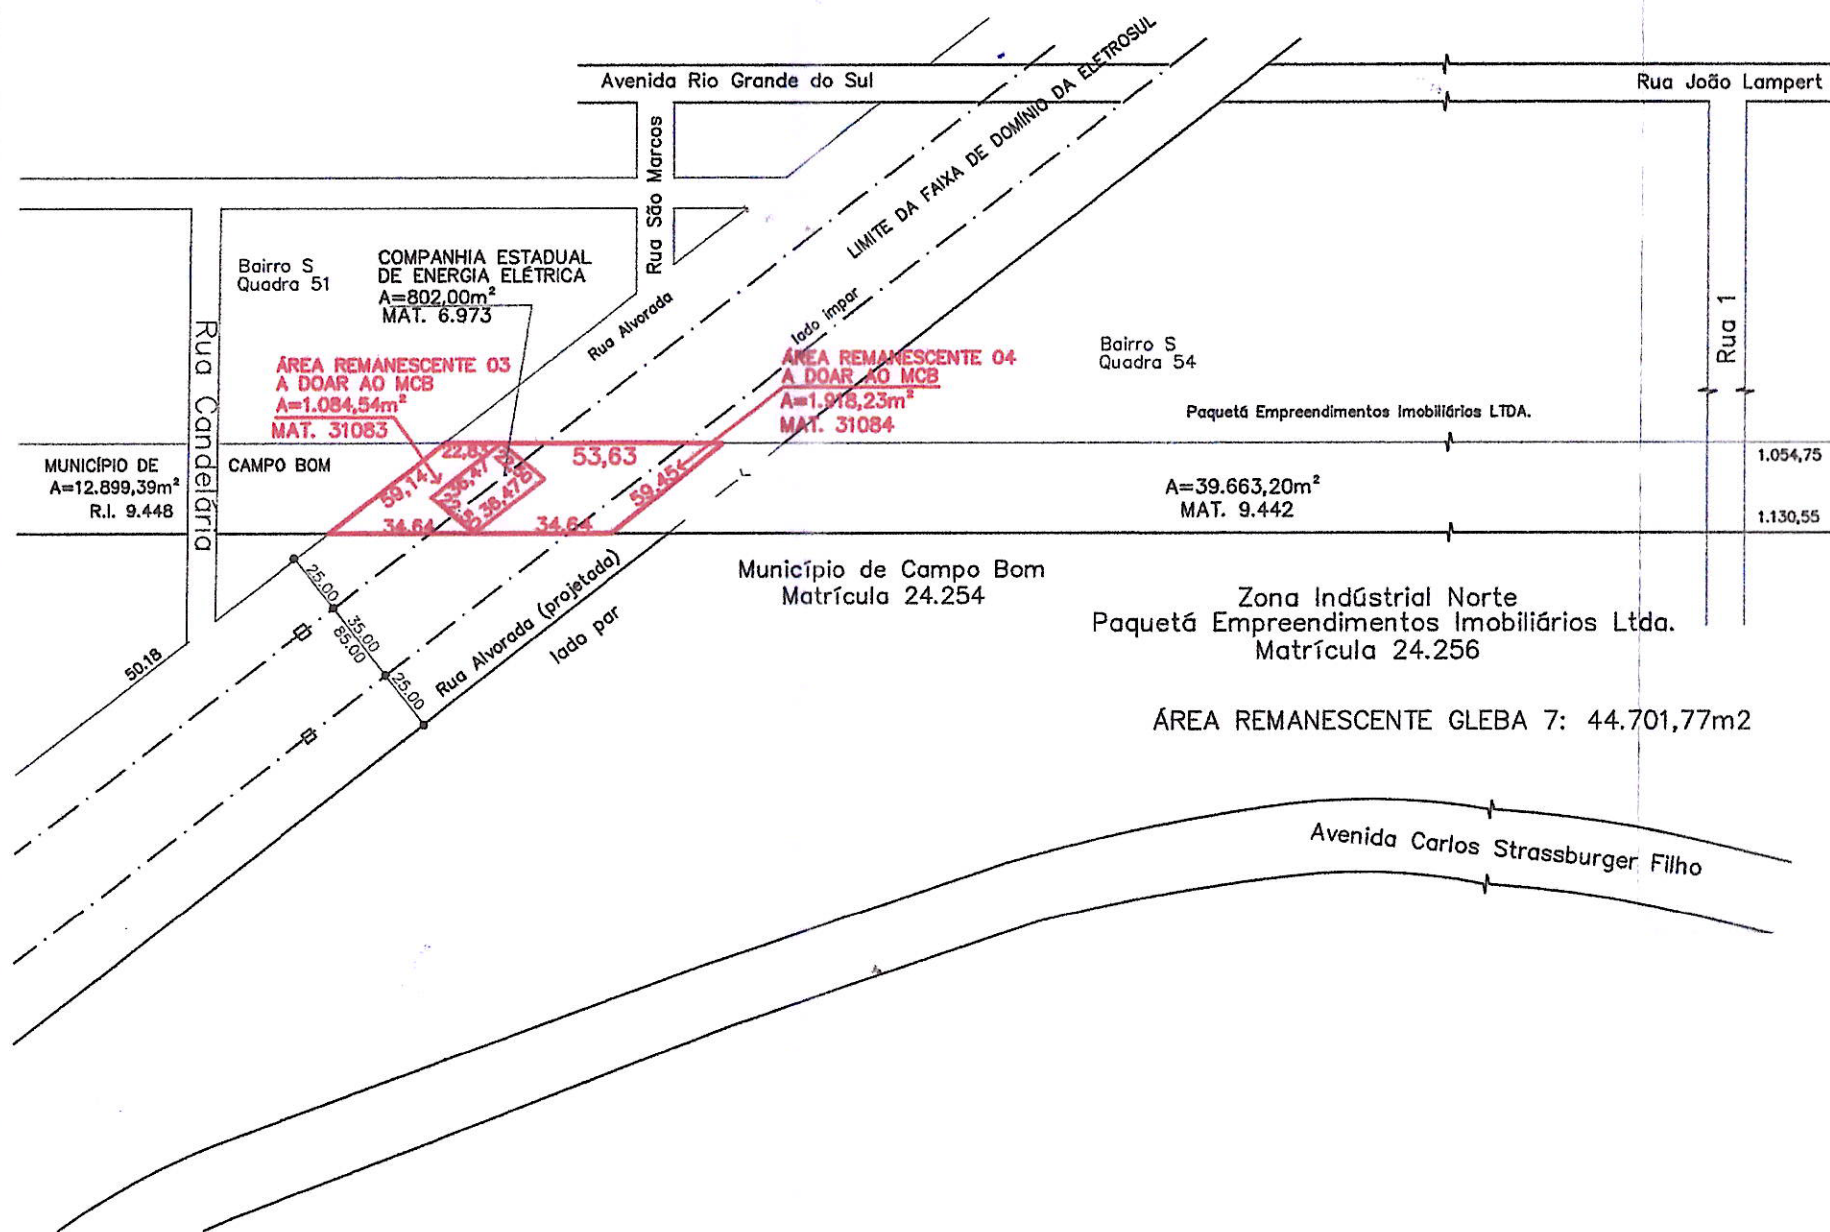 Avenida Rio Grande do Sul
Rua João Lampert
LIMITE DA FAIXA DE DOMÍNIO DA ELETROSUL
Rua São Marcos
Bairro S
Quadra 51
COMPANHIA ESTADUAL
DE ENERGIA ELÉTRICA
A=802,00m²
MAT. 6.973
Rua Alvorada
lado impar
Rua 1
Rua Candelária
ÁREA REMANESCENTE 03
A DOAR AO MCB
A=1.084,54m²
MAT. 31083
ÁREA REMANESCENTE 04
A DOAR AO MCB
A=1.918,23m²
MAT. 31084
Bairro S
Quadra 54
Paquetá Empreendimentos Imobiliários LTDA.
MUNICÍPIO DE CAMPO BOM
A=12.899,39m²
R.I. 9.448
22,83
53,63
59,14
36,47
36,47
59,45
34,64
34,64
1.054,75
A=39.663,20m²
MAT. 9.442
1.130,55
25.00
35.00
85.00
25.00
50.18
Rua Alvorada (projetada)
lado par
Município de Campo Bom
Matrícula 24.254
Zona Indústrial Norte
Paquetá Empreendimentos Imobiliários Ltda.
Matrícula 24.256
ÁREA REMANESCENTE GLEBA 7: 44.701,77m2
Avenida Carlos Strassburger Filho